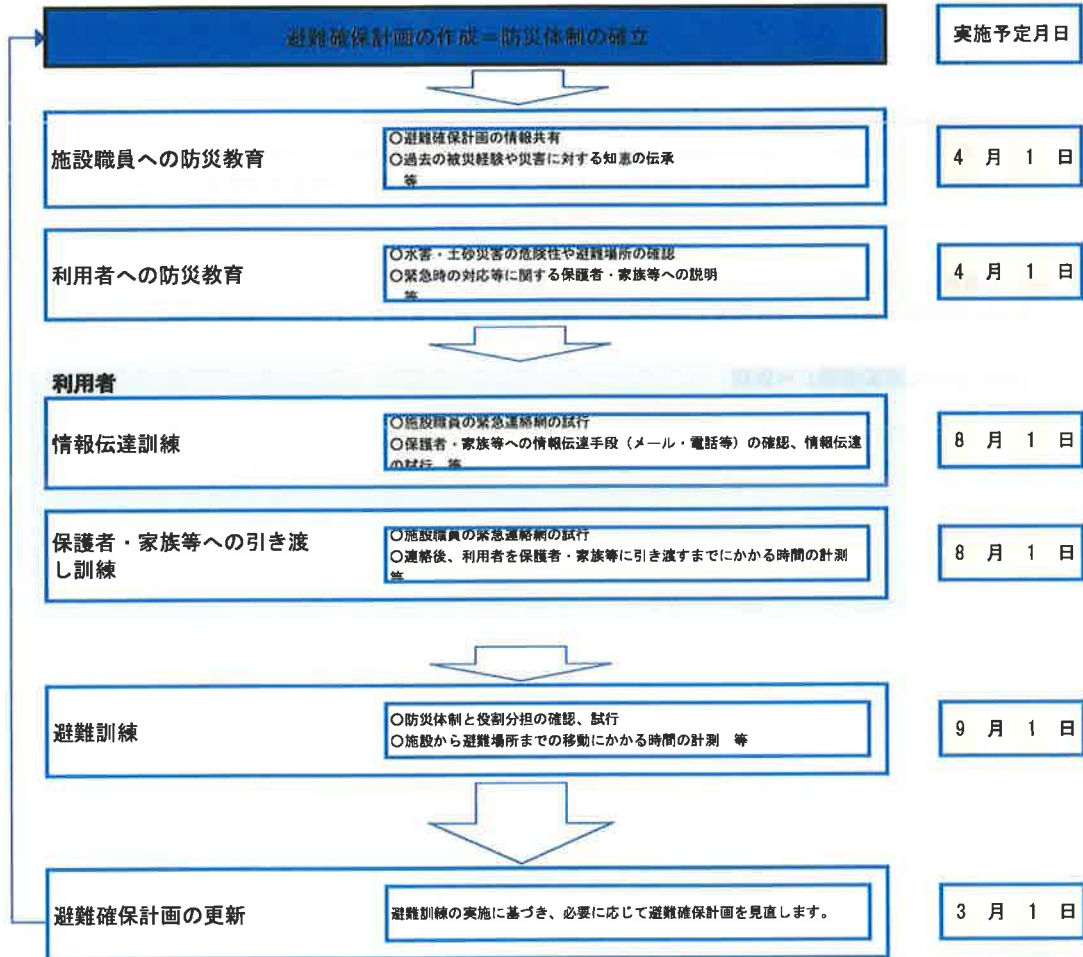 避難確保計画の作成＝防災体制の確立
実施予定月日
施設職員への防災教育
○避難確保計画の情報共有
○過去の被災経験や災害に対する知恵の伝承
等
4 月 1 日
利用者への防災教育
○水害・土砂災害の危険性や避難場所の確認
○緊急時の対応等に関する保護者・家族等への説明
等
4 月 1 日
利用者
情報伝達訓練
○施設職員の緊急連絡網の試行
○保護者・家族等への情報伝達手段（メール・電話等）の確認、情報伝達
の試行 等
8 月 1 日
保護者・家族等への引き渡
し訓練
○施設職員の緊急連絡網の試行
○連絡後、利用者を保護者・家族等に引き渡すまでにかかる時間の計測
等
8 月 1 日
避難訓練
○防災体制と役割分担の確認、試行
○施設から避難場所までの移動にかかる時間の計測 等
9 月 1 日
避難確保計画の更新
避難訓練の実施に基づき、必要に応じて避難確保計画を見直します。
3 月 1 日